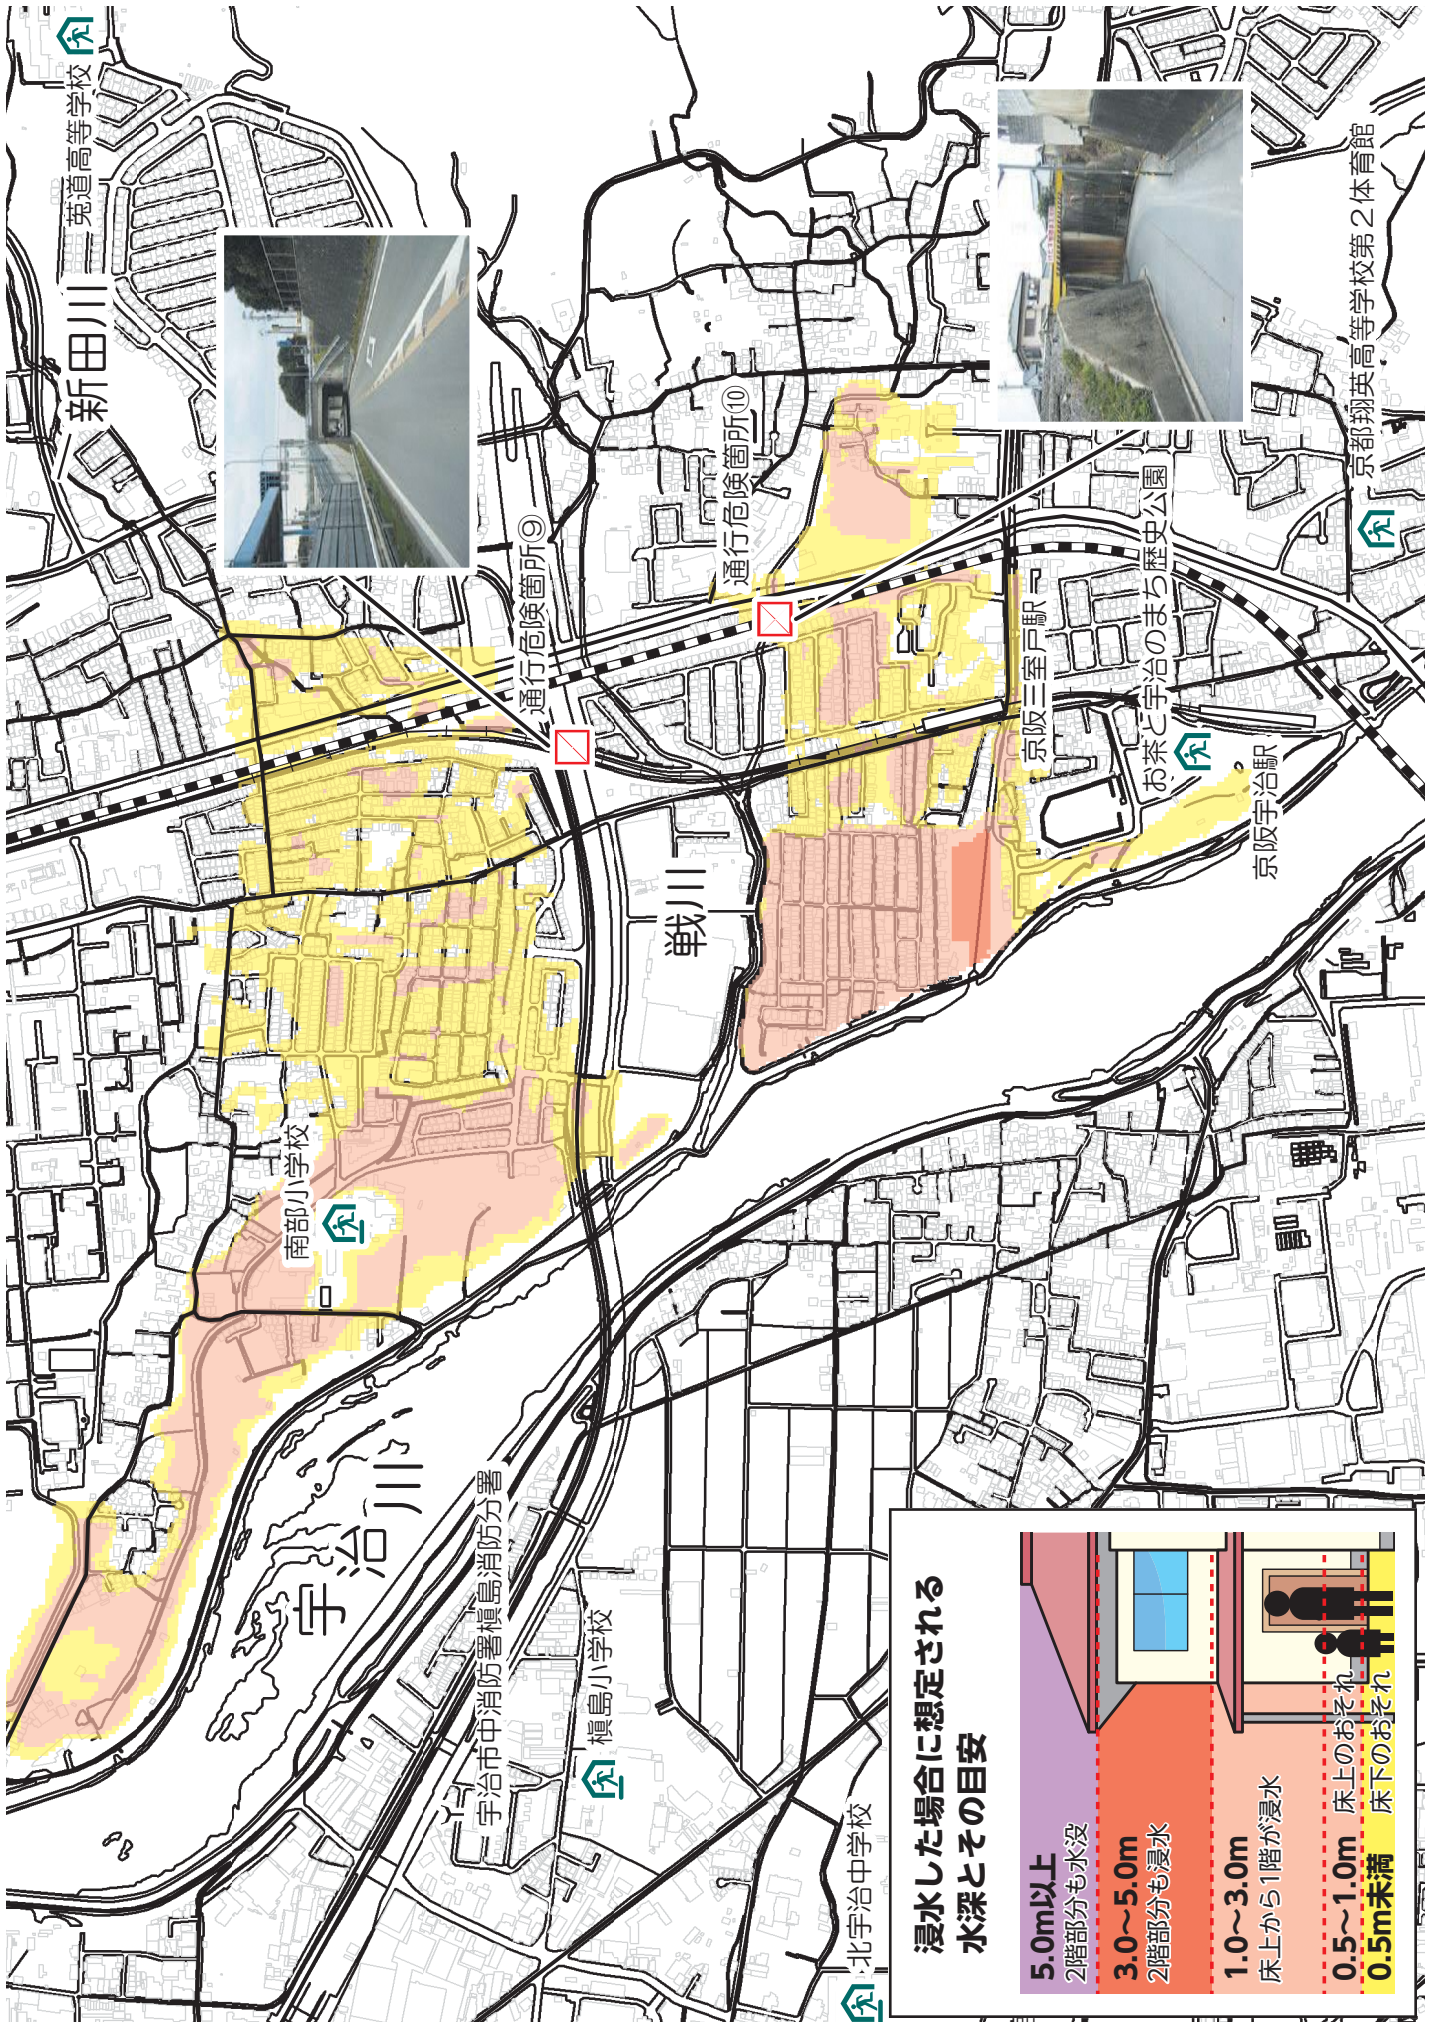 莵道高等学校
新田川
通行危険箇所⑨
通行危険箇所⑩
京都翔英高等学校第2体育館
お茶と宇治のまち歴史公園
京阪三室戸駅
京阪宇治駅
戦川
南部小学校
宇治川
宇治市中消防署槇島消防分署
槇島小学校
北宇治中学校
浸水した場合に想定される
水深とその目安
5.0m以上
2階部分も水没
3.0～5.0m
2階部分も浸水
1.0～3.0m
床上から1階が浸水
0.5～1.0m 床上のおそれ
0.5m未満 床下のおそれ